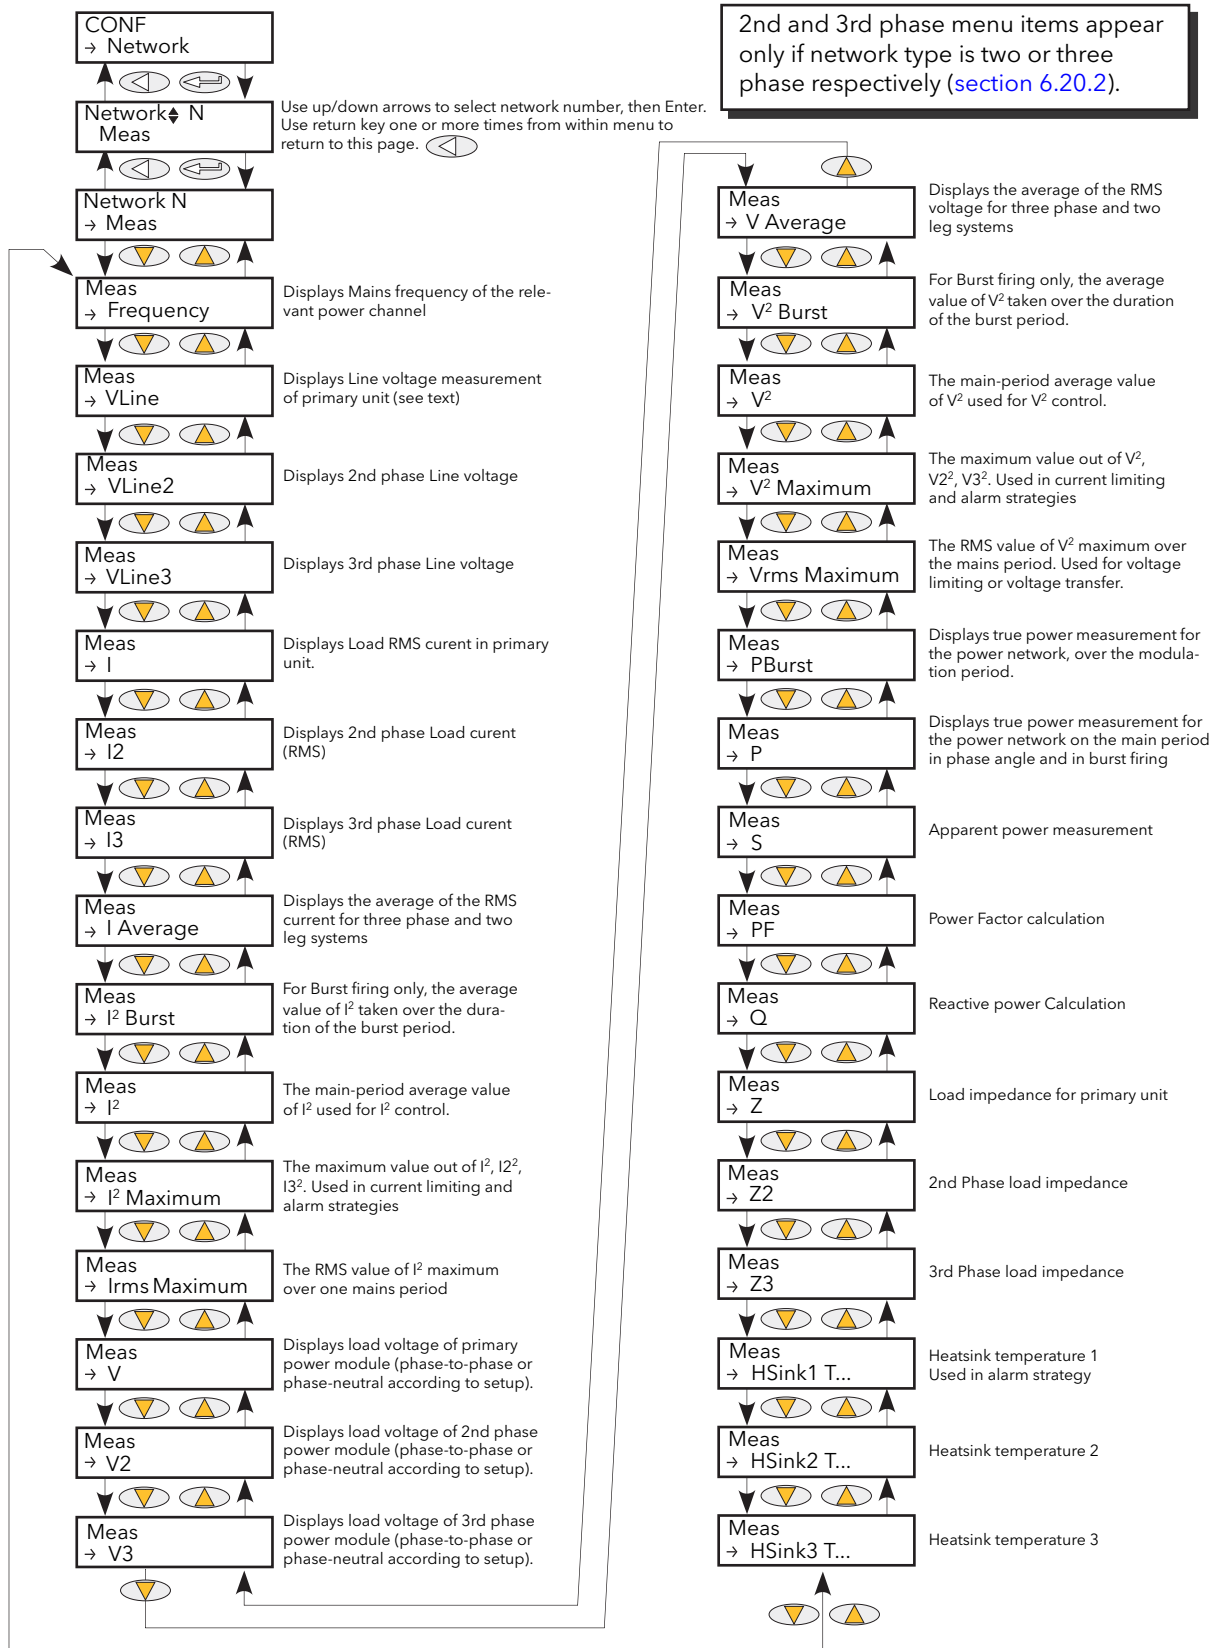 CONF
→ Network
Network N
Meas
Use up/down arrows to select network number, then Enter.
Use return key one or more times from within menu to
return to this page.
Network N
→ Meas
Meas
→ Frequency
Displays Mains frequency of the rele-
vant power channel
Meas
→ VLine
Displays Line voltage measurement
of primary unit (see text)
Meas
→ VLine2
Displays 2nd phase Line voltage
Meas
→ VLine3
Displays 3rd phase Line voltage
Meas
→ I
Displays Load RMS curent in primary
unit.
Meas
→ I2
Displays 2nd phase Load curent
(RMS)
Meas
→ I3
Displays 3rd phase Load curent
(RMS)
Meas
→ I Average
Displays the average of the RMS
current for three phase and two
leg systems
Meas
→ I² Burst
For Burst firing only, the average
value of I² taken over the dura-
tion of the burst period.
Meas
→ I²
The main-period average value
of I² used for I² control.
Meas
→ I² Maximum
The maximum value out of I², I2²,
I3². Used in current limiting and
alarm strategies
Meas
→ Irms Maximum
The RMS value of I² maximum
over one mains period
Meas
→ V
Displays load voltage of primary
power module (phase-to-phase or
phase-neutral according to setup).
Meas
→ V2
Displays load voltage of 2nd phase
power module (phase-to-phase or
phase-neutral according to setup).
Meas
→ V3
Displays load voltage of 3rd phase
power module (phase-to-phase or
phase-neutral according to setup).
2nd and 3rd phase menu items appear
only if network type is two or three
phase respectively (section 6.20.2).
Meas
→ V Average
Displays the average of the RMS
voltage for three phase and two
leg systems
Meas
→ V² Burst
For Burst firing only, the average
value of V² taken over the duration
of the burst period.
Meas
→ V²
The main-period average value
of V² used for V² control.
Meas
→ V² Maximum
The maximum value out of V²,
V2², V3². Used in current limiting
and alarm strategies
Meas
→ Vrms Maximum
The RMS value of V² maximum over
the mains period. Used for voltage
limiting or voltage transfer.
Meas
→ PBurst
Displays true power measurement for
the power network, over the modula-
tion period.
Meas
→ P
Displays true power measurement for
the power network on the main period
in phase angle and in burst firing
Meas
→ S
Apparent power measurement
Meas
→ PF
Power Factor calculation
Meas
→ Q
Reactive power Calculation
Meas
→ Z
Load impedance for primary unit
Meas
→ Z2
2nd Phase load impedance
Meas
→ Z3
3rd Phase load impedance
Meas
→ HSink1 T...
Heatsink temperature 1
Used in alarm strategy
Meas
→ HSink2 T...
Heatsink temperature 2
Meas
→ HSink3 T...
Heatsink temperature 3